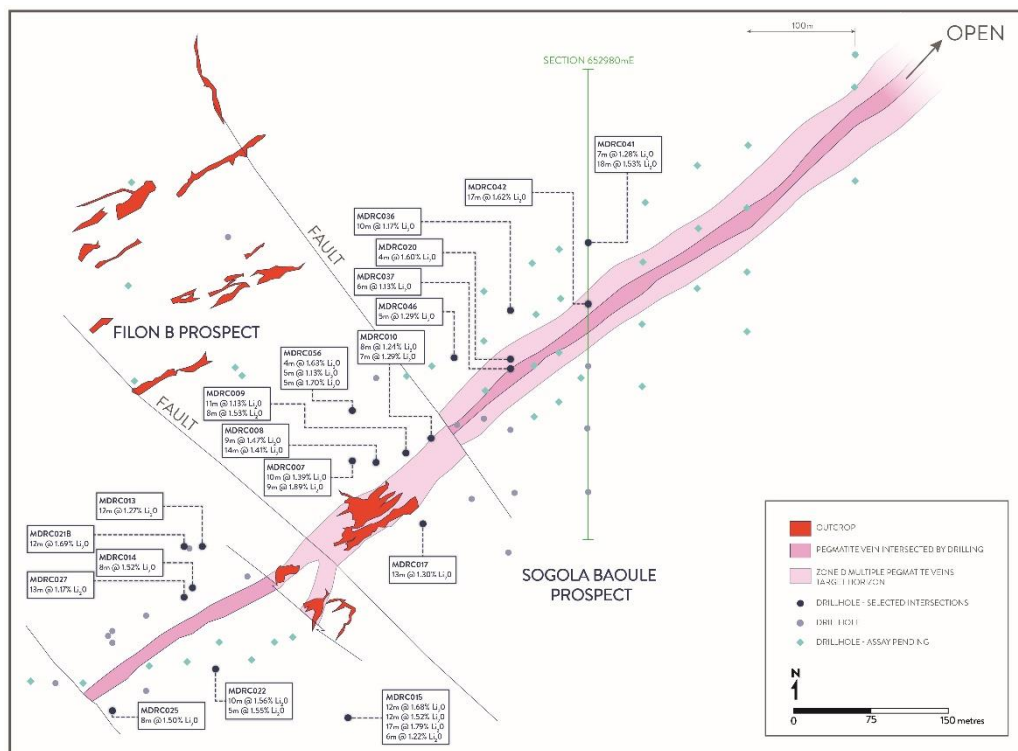 100m
OPEN
SECTION 652980mE
MDRC041
7m @ 1.28% Li₂O
18m @ 1.53% Li₂O
MDRC042
17m @ 1.62% Li₂O
MDRC036
10m @ 1.17% Li₂O
FAULT
MDRC020
4m @ 1.60% Li₂O
MDRC037
6m @ 1.13% Li₂O
MDRC046
5m @ 1.29% Li₂O
FILON B PROSPECT
MDRC010
8m @ 1.24% Li₂O
7m @ 1.29% Li₂O
MDRC056
4m @ 1.63% Li₂O
5m @ 1.13% Li₂O
5m @ 1.70% Li₂O
FAULT
MDRC009
11m @ 1.13% Li₂O
8m @ 1.53% Li₂O
MDRC008
9m @ 1.47% Li₂O
14m @ 1.41% Li₂O
MDRC007
10m @ 1.39% Li₂O
9m @ 1.89% Li₂O
MDRC013
12m @ 1.27% Li₂O
MDRC021B
12m @ 1.69% Li₂O
MDRC014
8m @ 1.52% Li₂O
MDRC027
13m @ 1.17% Li₂O
MDRC017
13m @ 1.30% Li₂O
SOGOLA BAOULE
PROSPECT
MDRC022
10m @ 1.56% Li₂O
5m @ 1.55% Li₂O
MDRC025
8m @ 1.50% Li₂O
MDRC015
12m @ 1.68% Li₂O
12m @ 1.52% Li₂O
17m @ 1.79% Li₂O
6m @ 1.22% Li₂O
OUTCROP
PEGMATITE VEIN INTERSECTED BY DRILLING
ZONE D MULTIPLE PEGMATITE VEINS
TARGET HORIZON
DRILLHOLE - SELECTED INTERSECTIONS
DRILLHOLE
DRILLHOLE - ASSAY PENDING
N
0 75 150 metres